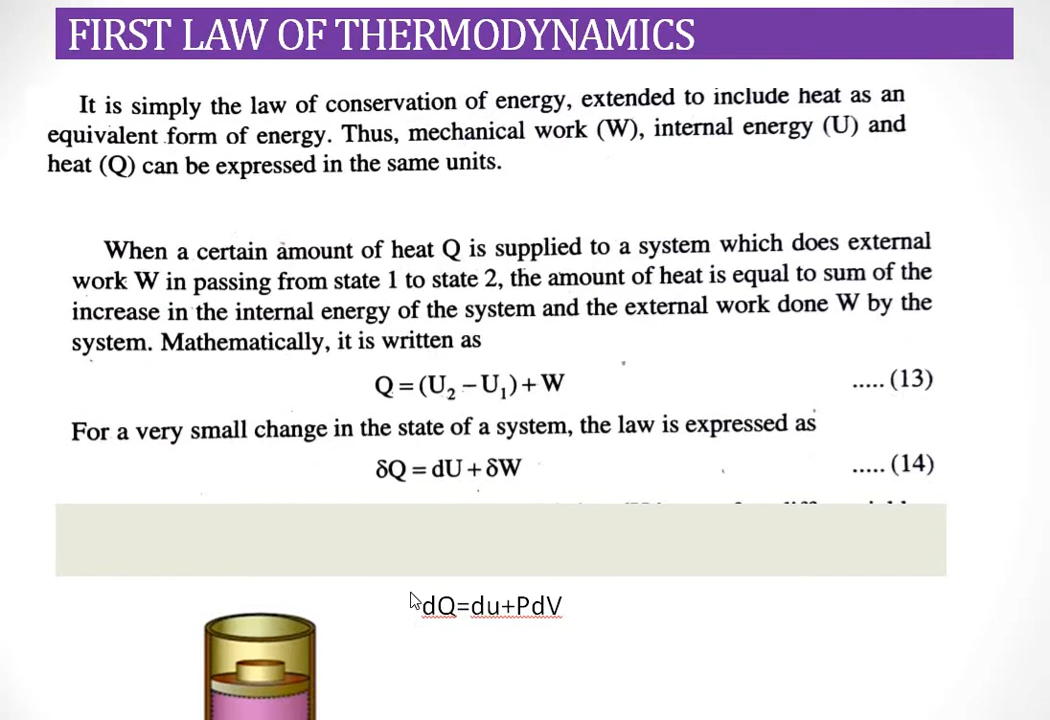 FIRST LAW OF THERMODYNAMICS
It is simply the law of conservation of energy, extended to include heat as an
equivalent form of energy. Thus, mechanical work (W), internal energy (U) and
heat (Q) can be expressed in the same units.
When a certain amount of heat Q is supplied to a system which does external
work W in passing from state 1 to state 2, the amount of heat is equal to sum of the
increase in the internal energy of the system and the external work done W by the
system. Mathematically, it is written as
Q = (U₂ – U₁) + W ..... (13)
For a very small change in the state of a system, the law is expressed as
δQ = dU + δW ..... (14)
dQ=du+PdV